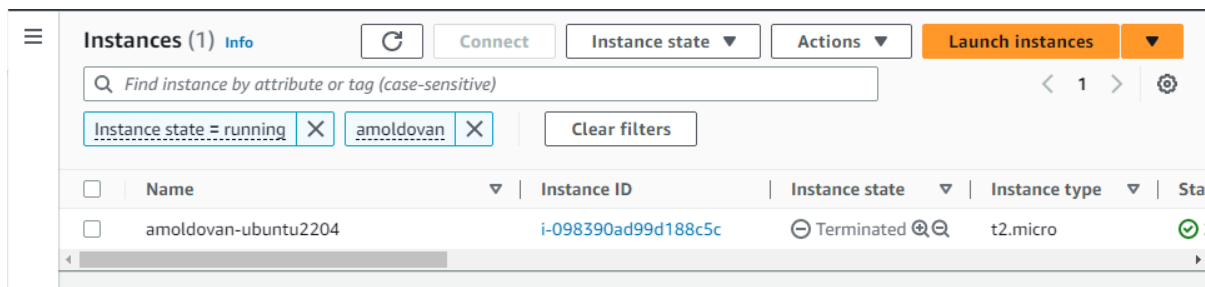 Instances (1) Info Connect Instance state Actions Launch instances
Find instance by attribute or tag (case-sensitive) 1
Instance state = running amoldovan Clear filters
Name Instance ID Instance state Instance type Sta
amoldovan-ubuntu2204 i-098390ad99d188c5c Terminated t2.micro